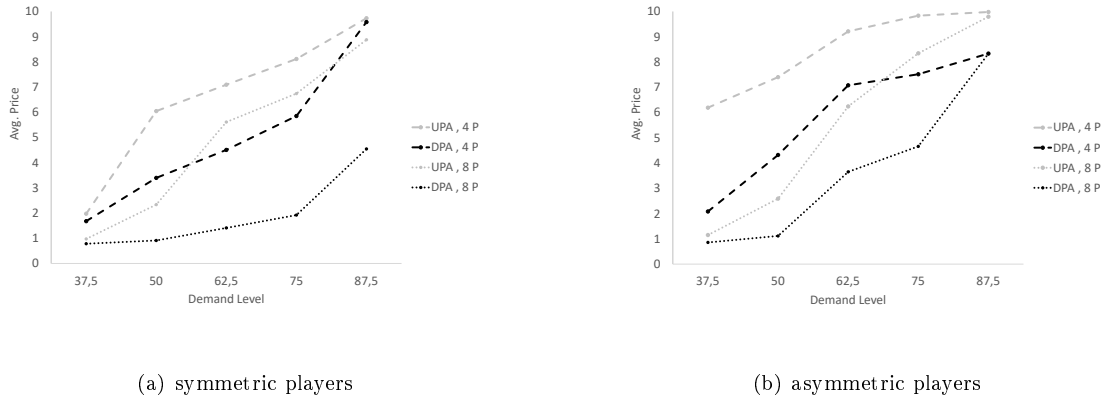 10
9
8
7
6
5
4
3
2
1
0
Avg. Price
37,5 50 62,5 75 87,5
Demand Level
UPA , 4 P
DPA , 4 P
UPA , 8 P
DPA , 8 P
(a) symmetric players
10
9
8
7
6
5
4
3
2
1
0
Avg. Price
37,5 50 62,5 75 87,5
Demand Level
UPA , 4 P
DPA , 4 P
UPA , 8 P
DPA , 8 P
(b) asymmetric players